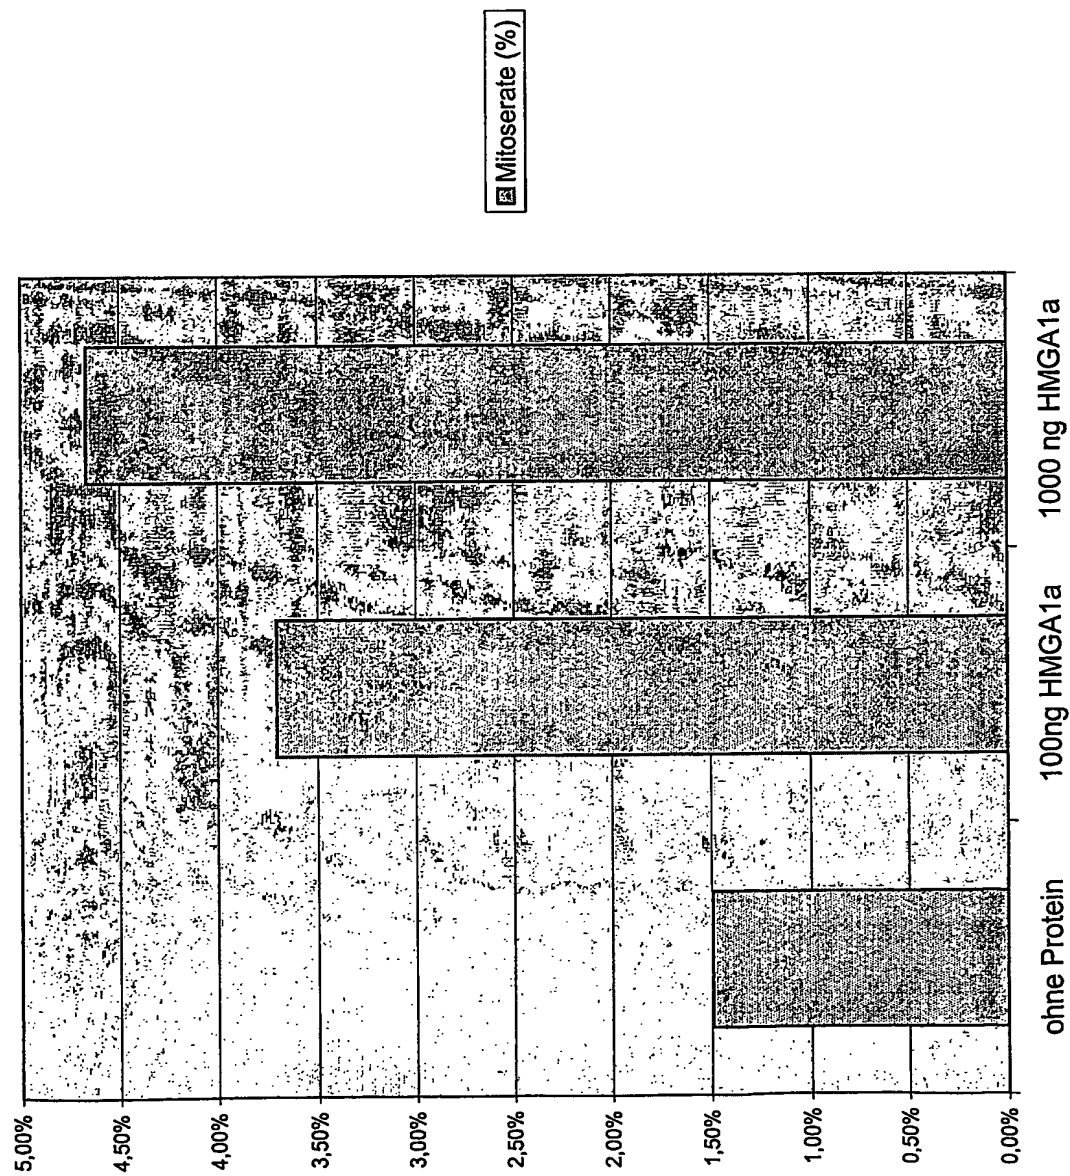 5,00%
4,50%
4,00%
3,50%
3,00%
2,50%
2,00%
1,50%
1,00%
0,50%
0,00%
ohne Protein
100ng HMGA1a
1000 ng HMGA1a
Mitoserate (%)